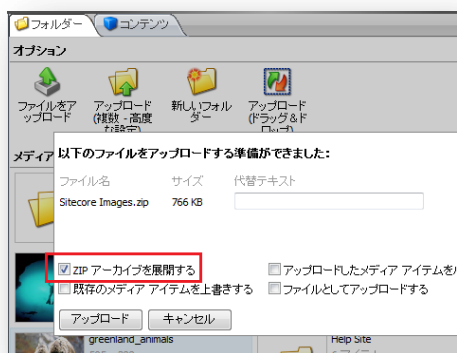 フォルダー コンテンツ
オプション
ファイルをア
ップロード
アップロード
(複数 - 高度
な設定)
新しいフォル
ダー
アップロード
(ドラッグ&ド
ロップ)
メディア
以下のファイルをアップロードする準備ができました:
ファイル名 サイズ 代替テキスト
Sitecore Images.zip 766 KB
ZIP アーカイブを展開する アップロードしたメディア アイテムを
既存のメディア アイテムを上書きする ファイルとしてアップロードする
アップロード キャンセル
greenland_animals Help Site